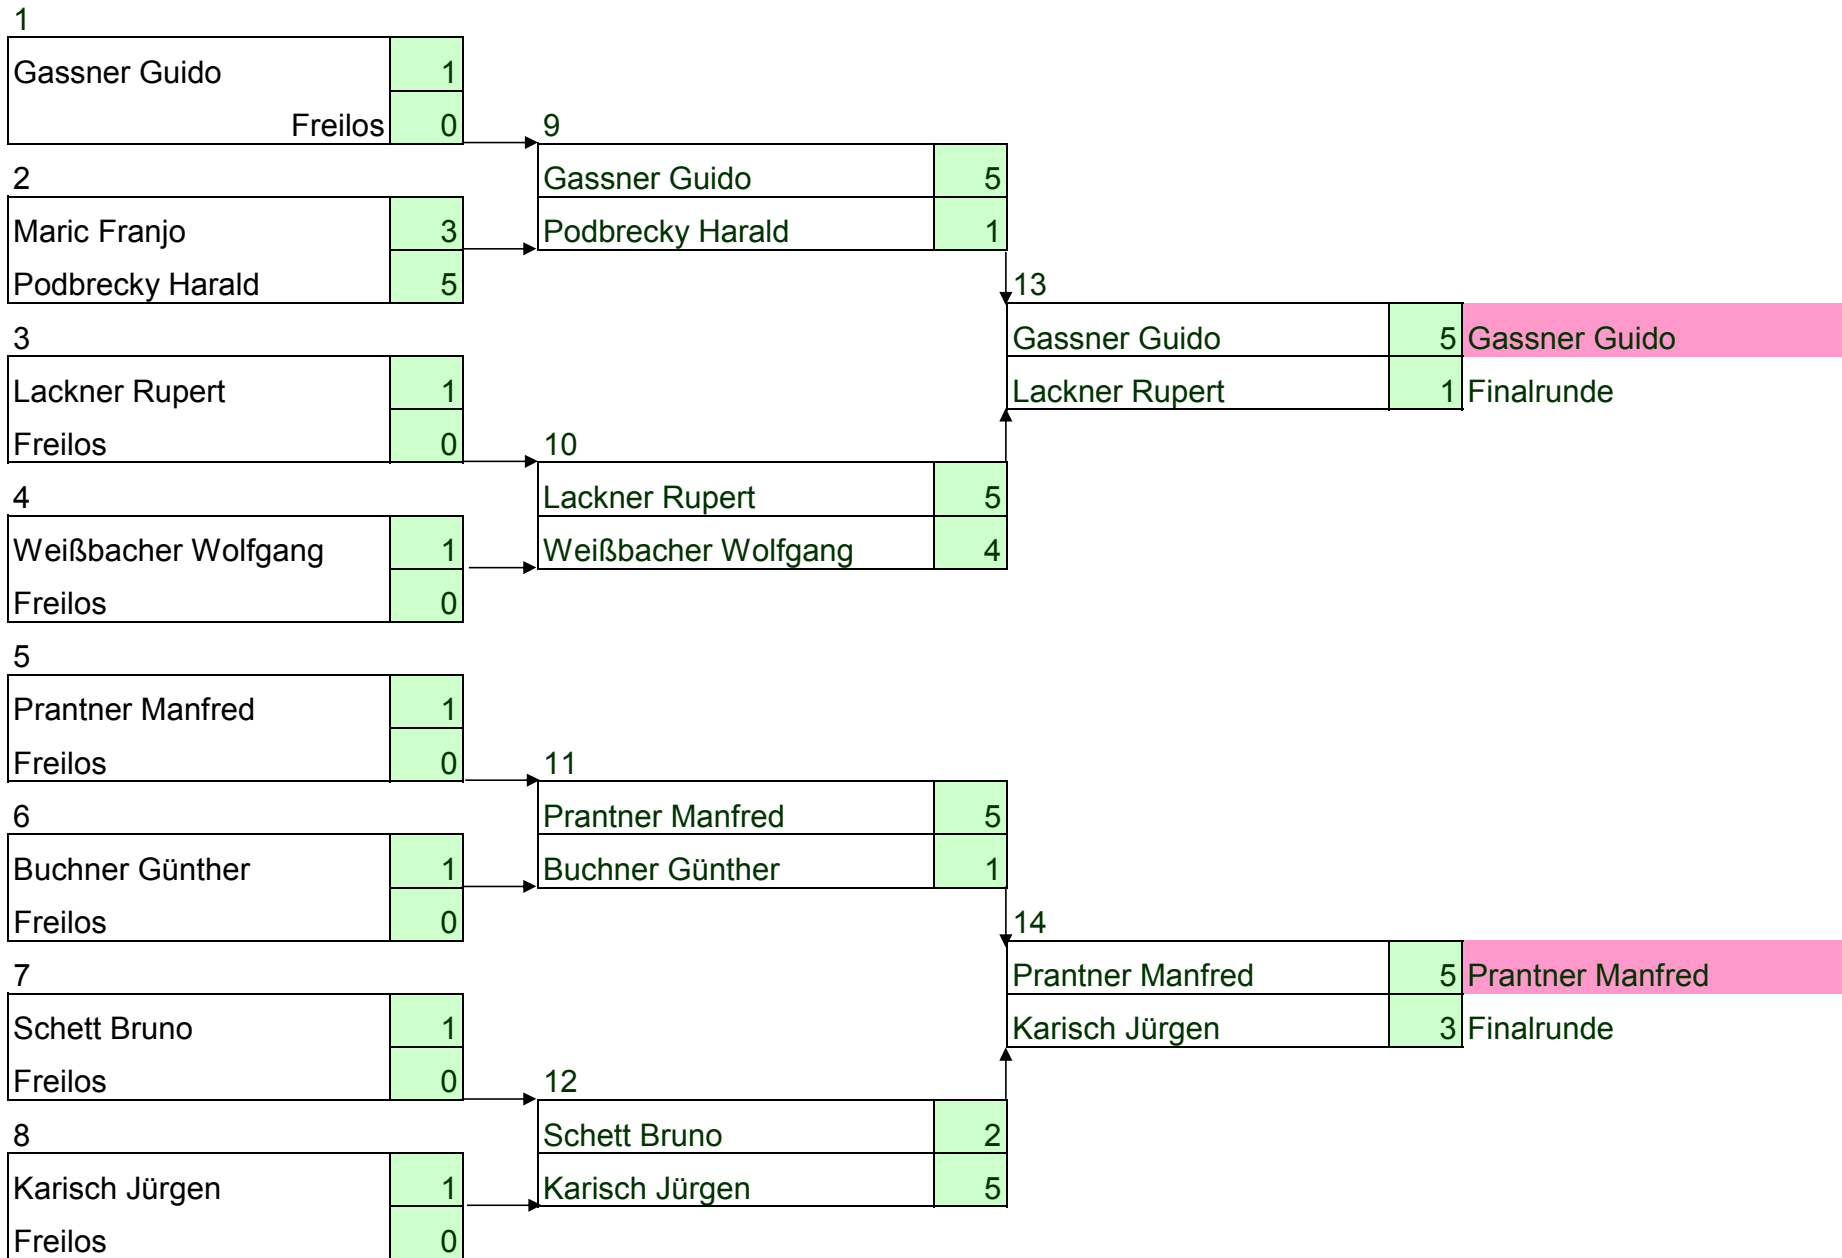 1
Gassner Guido 1
Freilos 0
2
Maric Franjo 3
Podbrecky Harald 5
3
Lackner Rupert 1
Freilos 0
4
Weißbacher Wolfgang 1
Freilos 0
5
Prantner Manfred 1
Freilos 0
6
Buchner Günther 1
Freilos 0
7
Schett Bruno 1
Freilos 0
8
Karisch Jürgen 1
Freilos 0
9
Gassner Guido 5
Podbrecky Harald 1
10
Lackner Rupert 5
Weißbacher Wolfgang 4
11
Prantner Manfred 5
Buchner Günther 1
12
Schett Bruno 2
Karisch Jürgen 5
13
Gassner Guido 5 Gassner Guido
Lackner Rupert 1 Finalrunde
14
Prantner Manfred 5 Prantner Manfred
Karisch Jürgen 3 Finalrunde